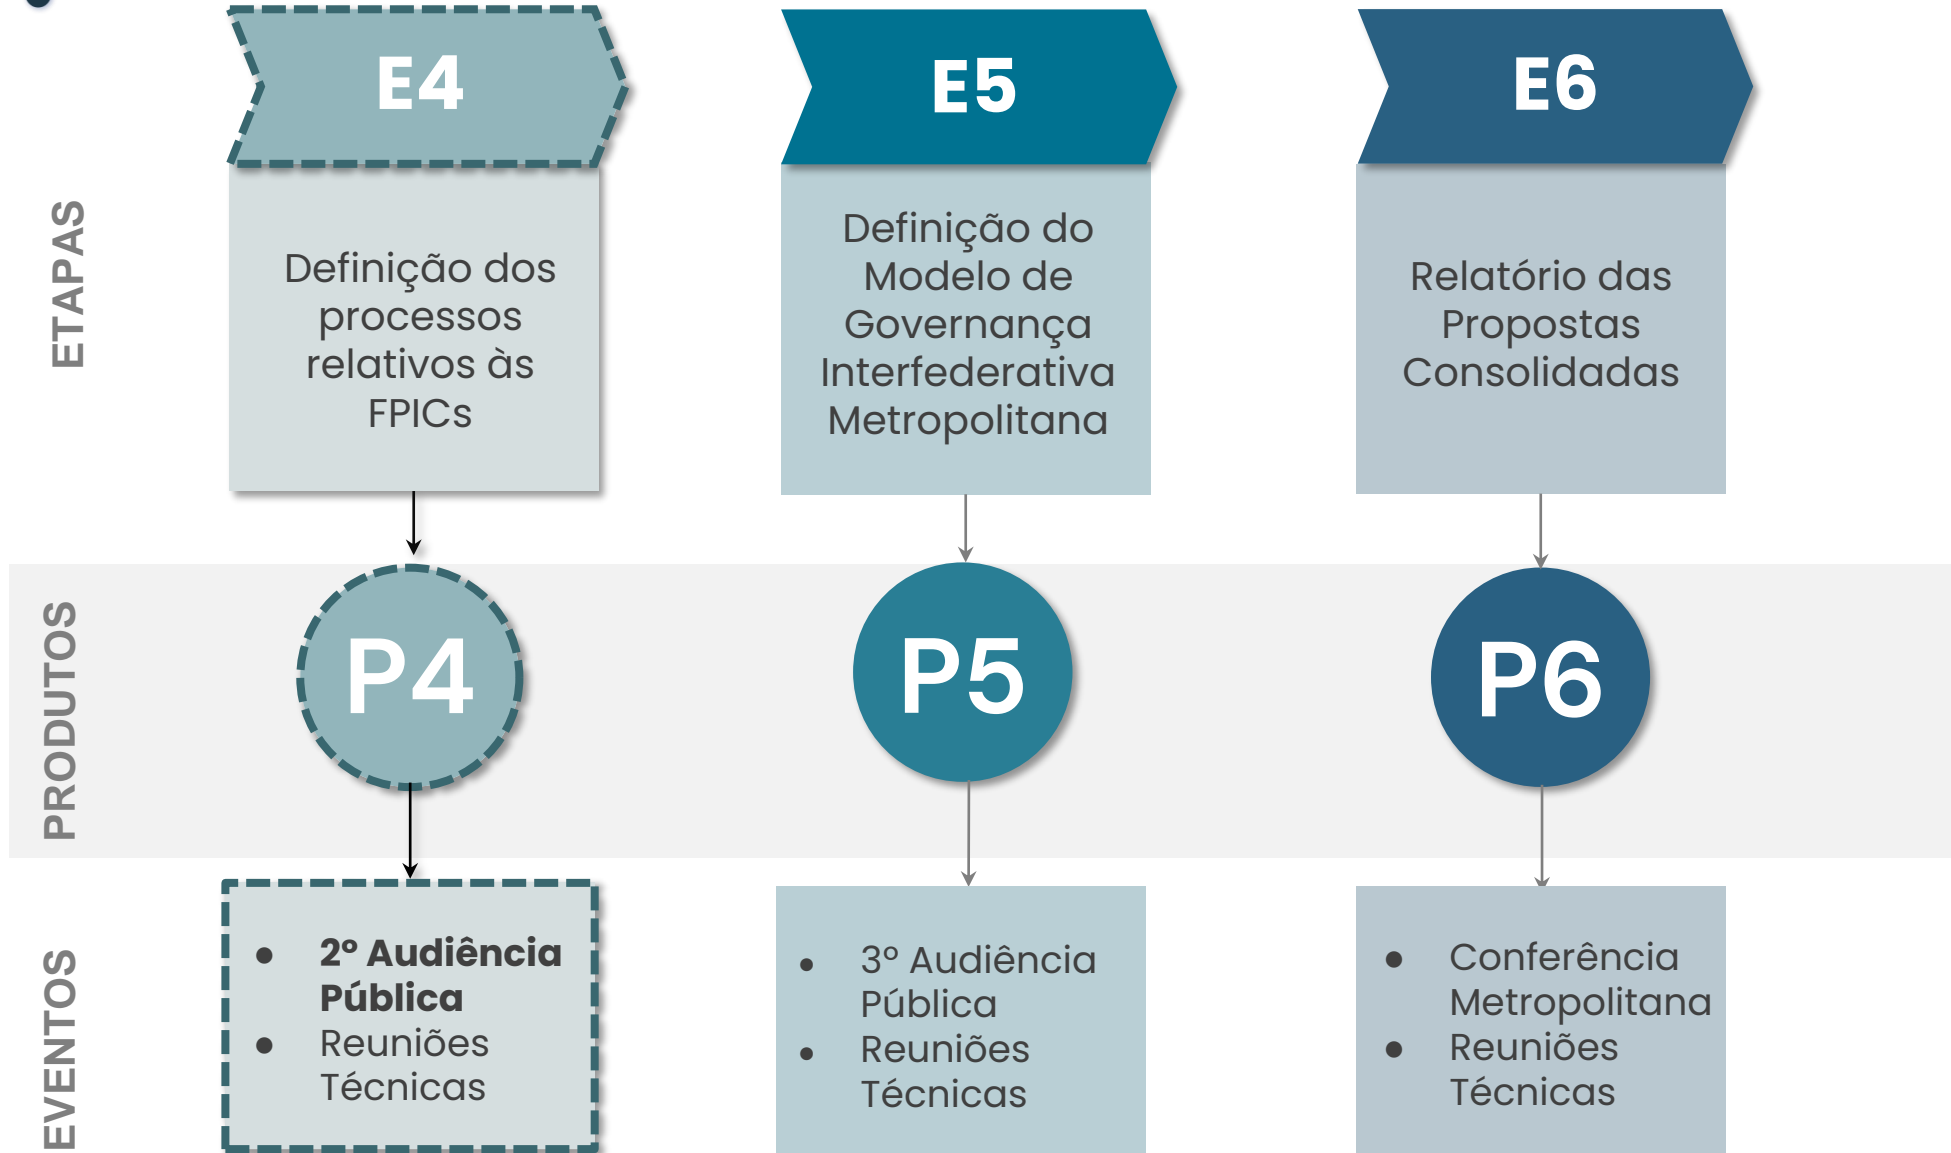 E4
E5
E6
ETAPAS
Definição dos
processos
relativos às
FPICs
Definição do
Modelo de
Governança
Interfederativa
Metropolitana
Relatório das
Propostas
Consolidadas
PRODUTOS
P4
P5
P6
EVENTOS
● 2º Audiência
Pública
● Reuniões
Técnicas
● 3º Audiência
Pública
● Reuniões
Técnicas
● Conferência
Metropolitana
● Reuniões
Técnicas